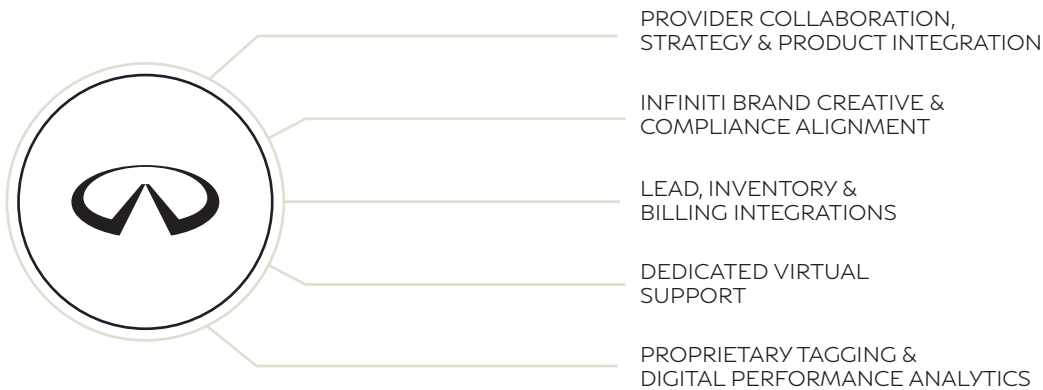 PROVIDER COLLABORATION,
STRATEGY & PRODUCT INTEGRATION
INFINITI BRAND CREATIVE &
COMPLIANCE ALIGNMENT
LEAD, INVENTORY &
BILLING INTEGRATIONS
DEDICATED VIRTUAL
SUPPORT
PROPRIETARY TAGGING &
DIGITAL PERFORMANCE ANALYTICS